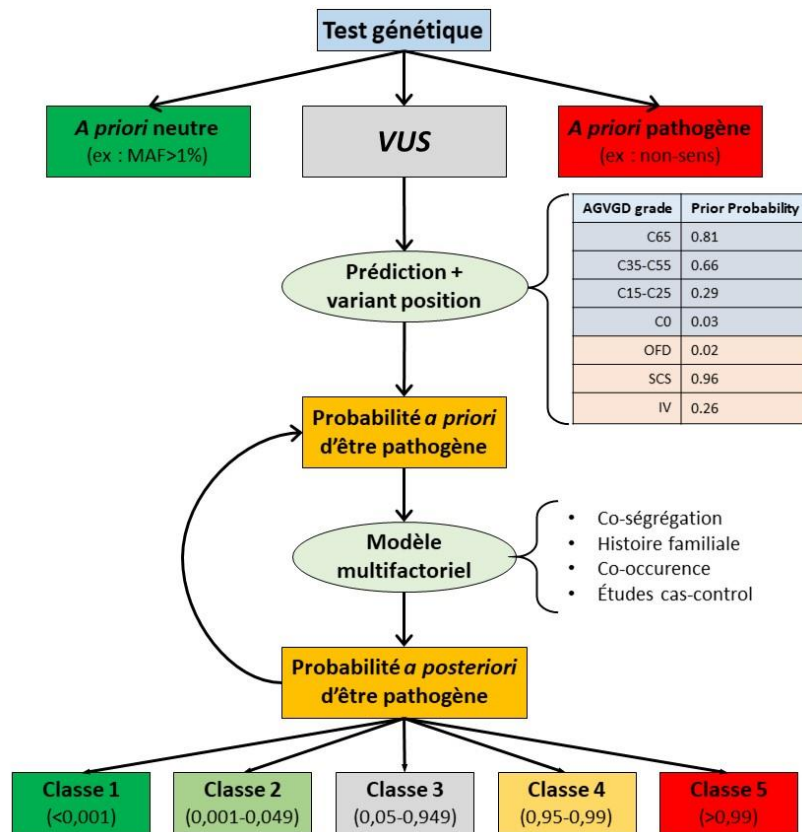 Test génétique
A priori neutre
(ex : MAF>1%)
VUS
A priori pathogène
(ex : non-sens)
Prédiction +
variant position
AGVGD grade Prior Probability
C65 0.81
C35-C55 0.66
C15-C25 0.29
C0 0.03
OFD 0.02
SCS 0.96
IV 0.26
Probabilité a priori
d'être pathogène
Modèle
multifactoriel
• Co-ségrégation
• Histoire familiale
• Co-occurence
• Études cas-control
Probabilité a posteriori
d'être pathogène
Classe 1
(<0,001)
Classe 2
(0,001-0,049)
Classe 3
(0,05-0,949)
Classe 4
(0,95-0,99)
Classe 5
(>0,99)